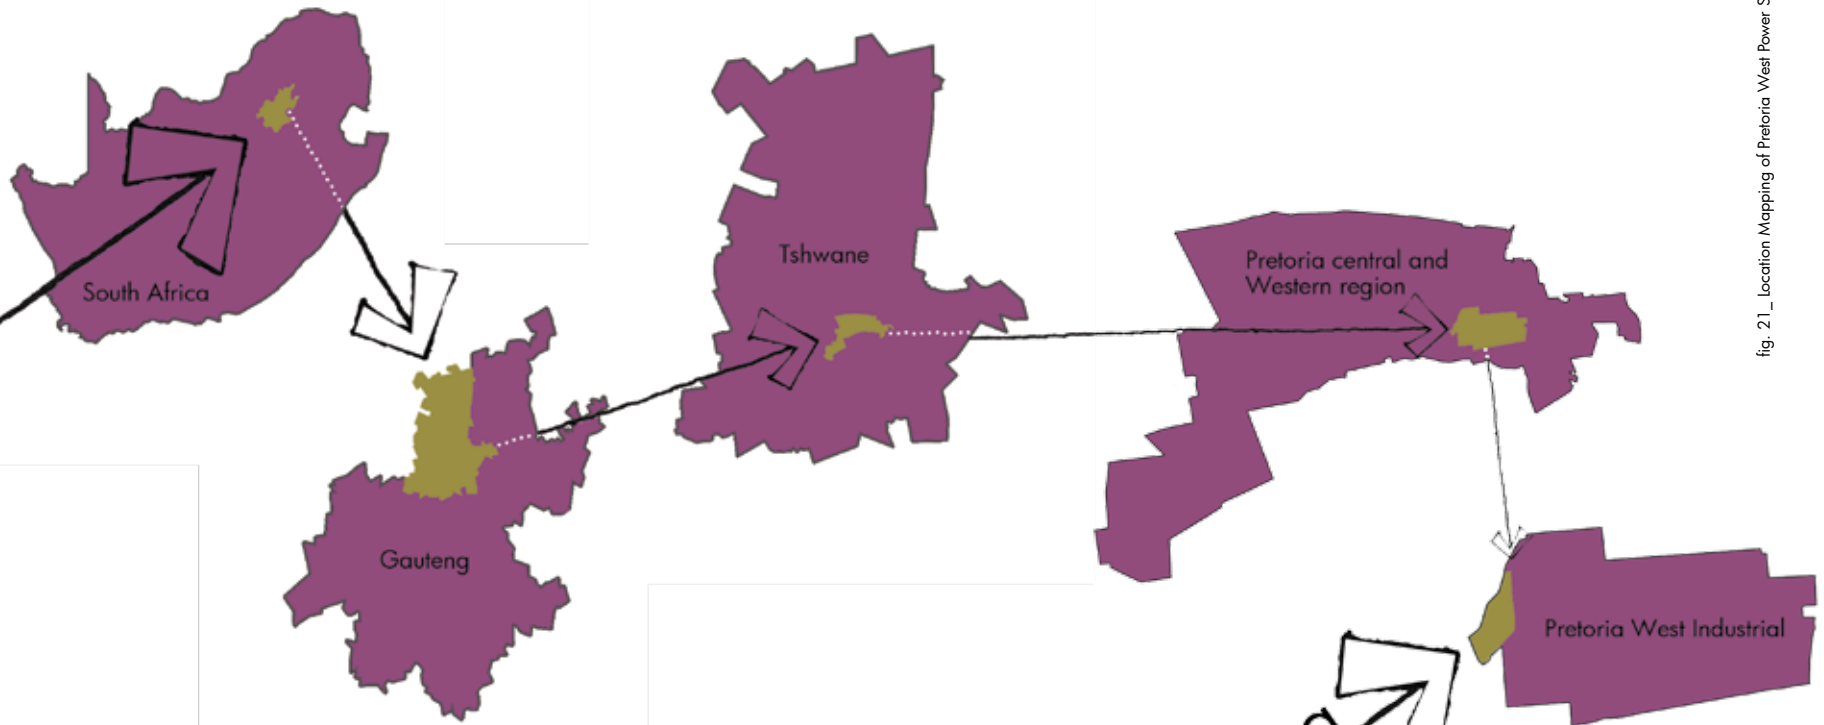 South Africa
Gauteng
Tshwane
Pretoria central and
Western region
Pretoria West Industrial
fig. 21_ Location Mapping of Pretoria West Power